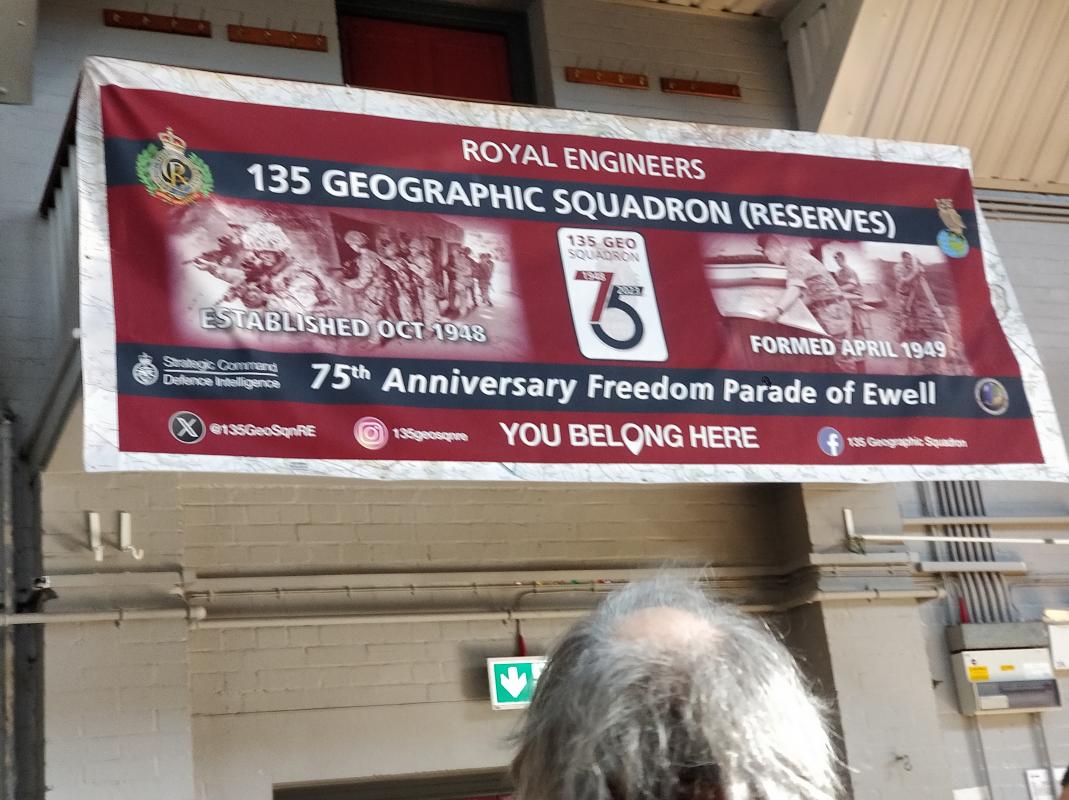 ROYAL ENGINEERS
135 GEOGRAPHIC SQUADRON (RESERVES)
135 GEO
SQUADRON
1948
2023
75
ESTABLISHED OCT 1948
FORMED APRIL 1949
Strategic Command
Defence Intelligence
75th Anniversary Freedom Parade of Ewell
@135GeoSqnRE
135geosqnre
YOU BELONG HERE
135 Geographic Squadron